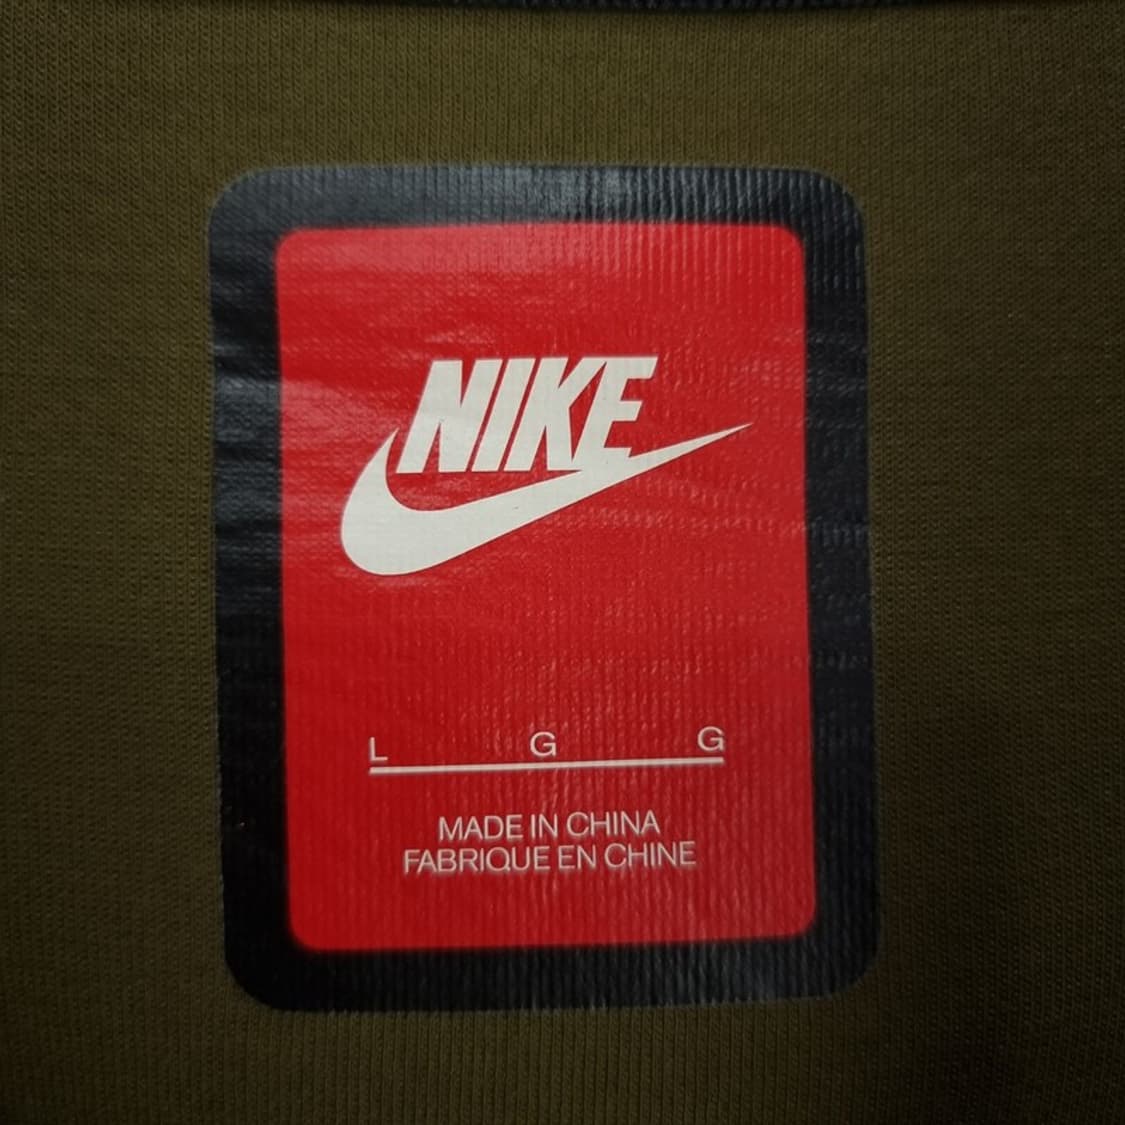 NIKE
L G G
MADE IN CHINA
FABRIQUE EN CHINE